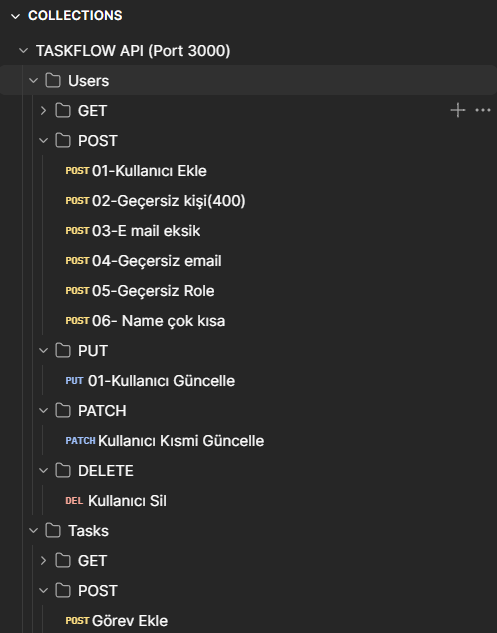 COLLECTIONS
TASKFLOW API (Port 3000)
Users
GET
POST
POST 01-Kullanıcı Ekle
POST 02-Geçersiz kişi(400)
POST 03-E mail eksik
POST 04-Geçersiz email
POST 05-Geçersiz Role
POST 06- Name çok kısa
PUT
PUT 01-Kullanıcı Güncelle
PATCH
PATCH Kullanıcı Kısmi Güncelle
DELETE
DEL Kullanıcı Sil
Tasks
GET
POST
POST Görev Ekle